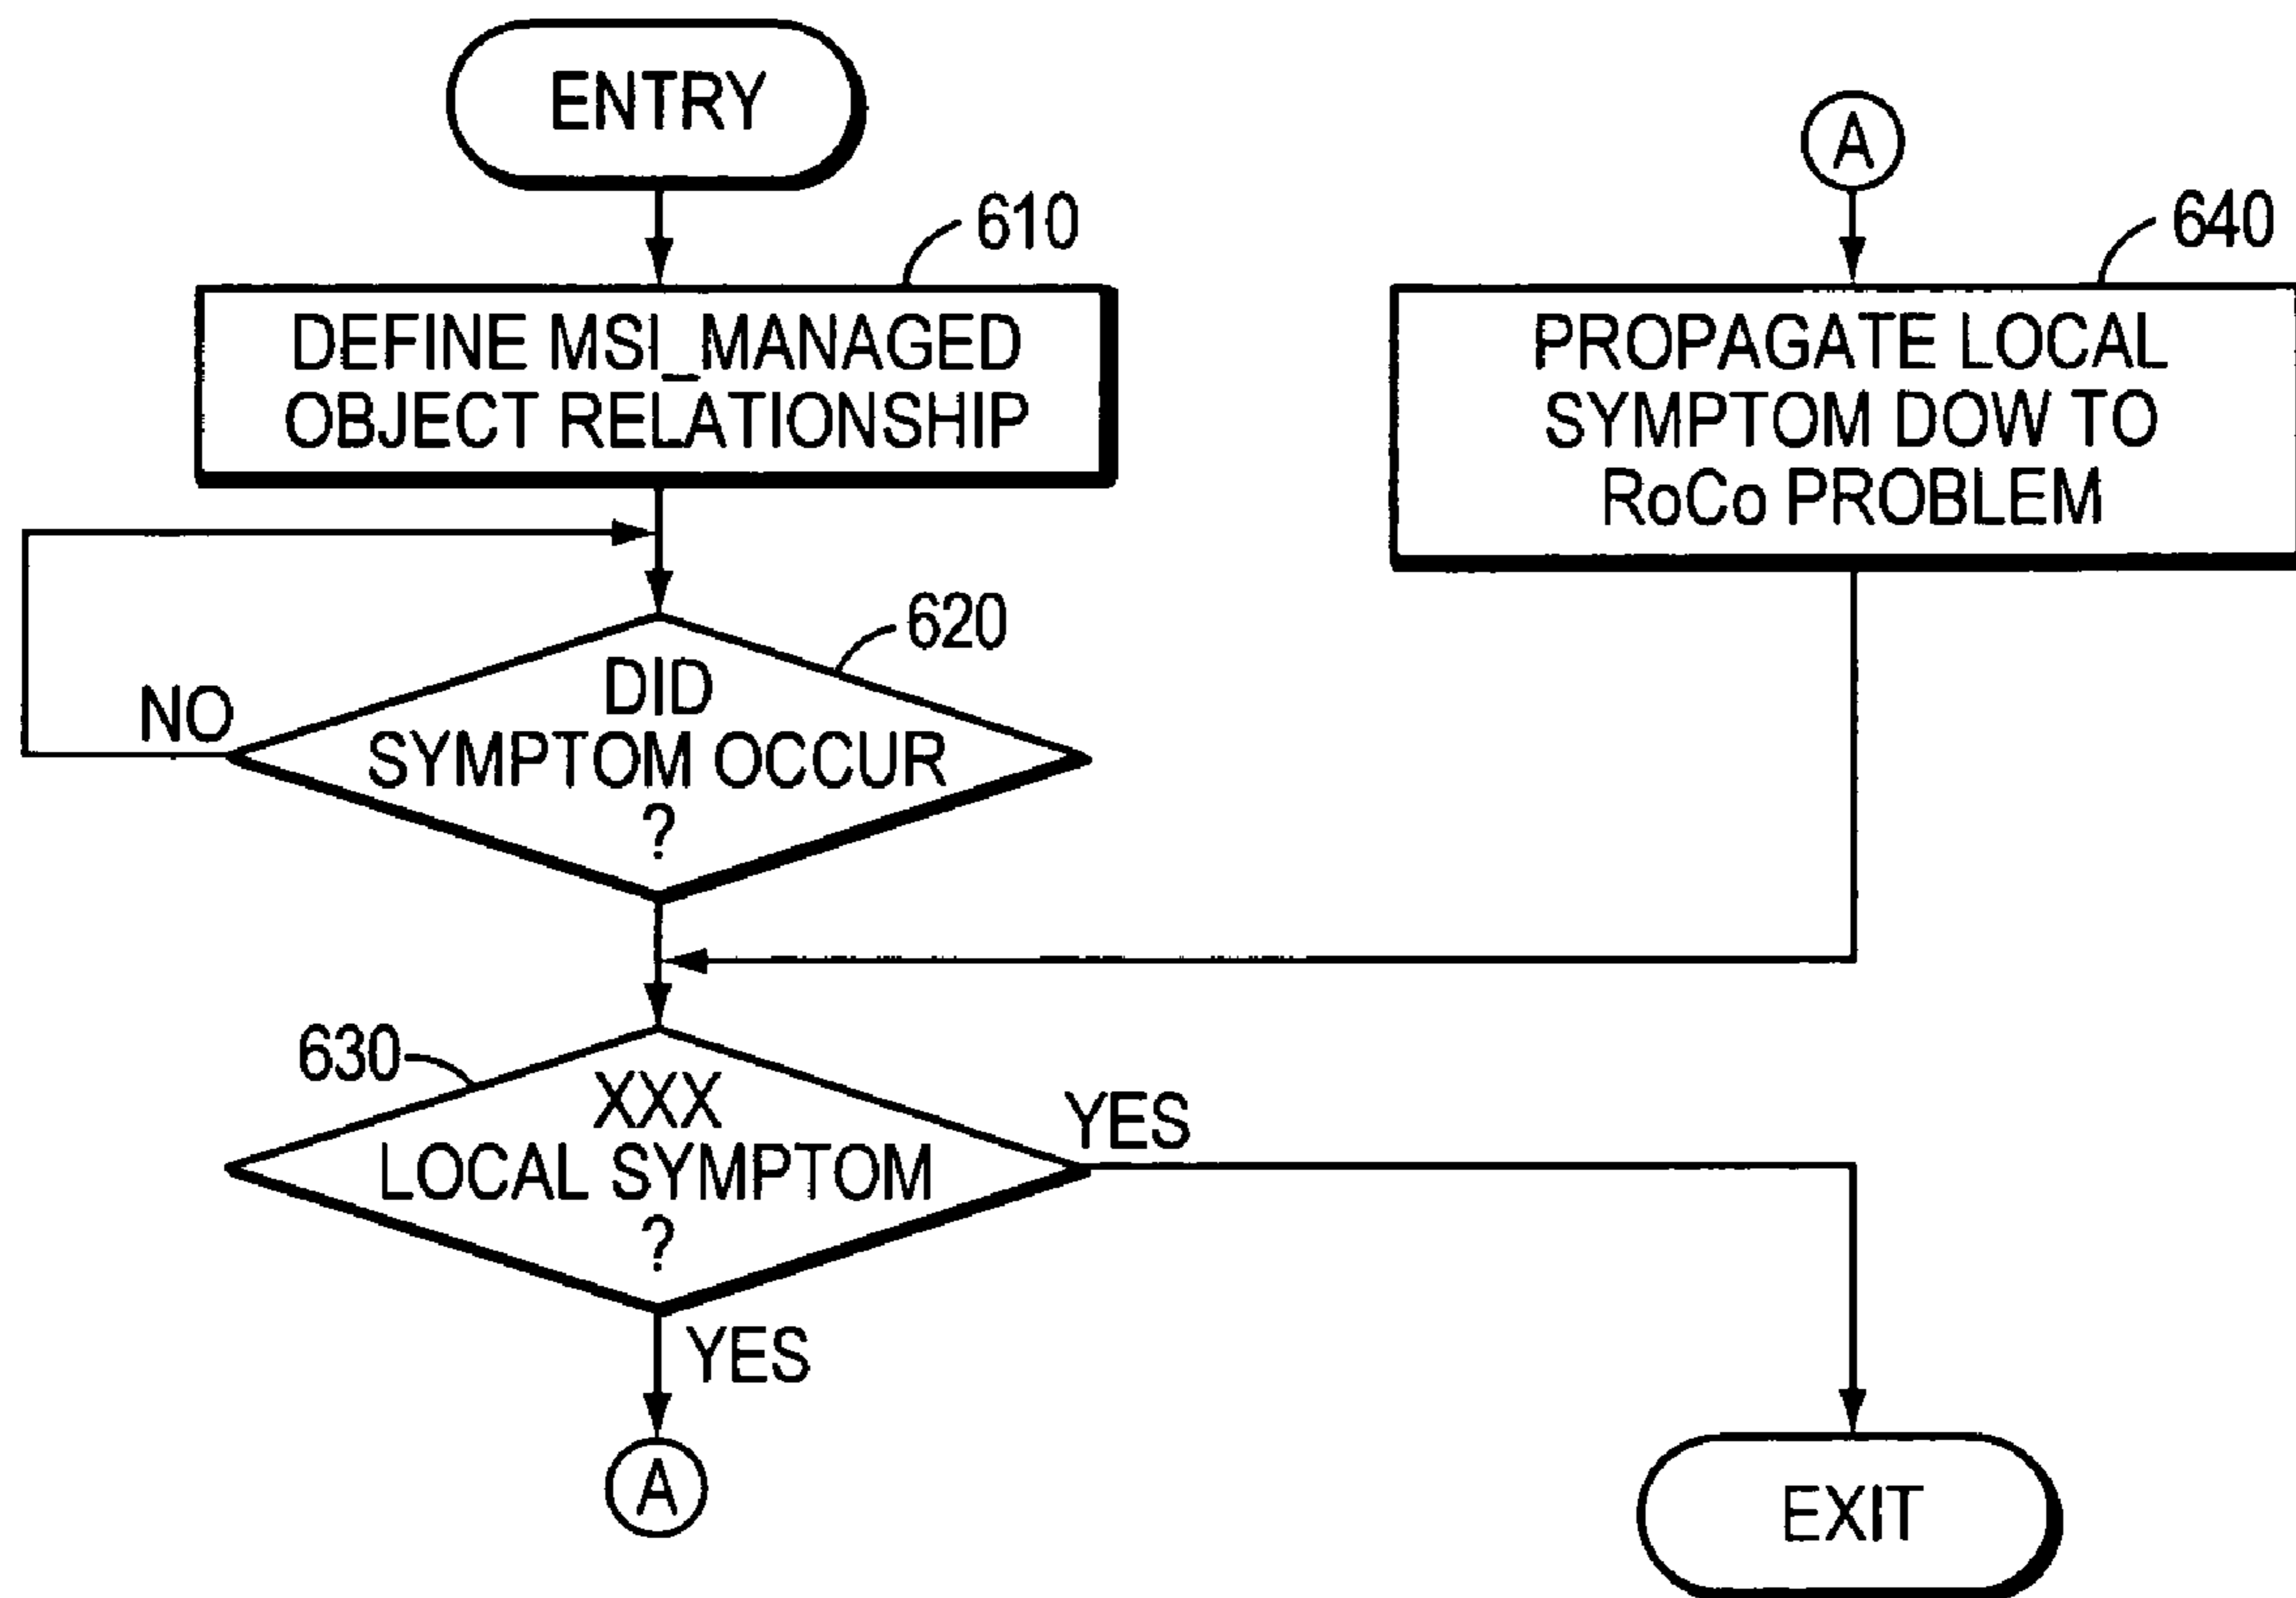 ENTRY
610
DEFINE MSI_MANAGED
OBJECT RELATIONSHIP
620
DID
SYMPTOM OCCUR
?
NO
630
XXX
LOCAL SYMPTOM
?
YES
YES
A
A
640
PROPAGATE LOCAL
SYMPTOM DOW TO
RoCo PROBLEM
EXIT